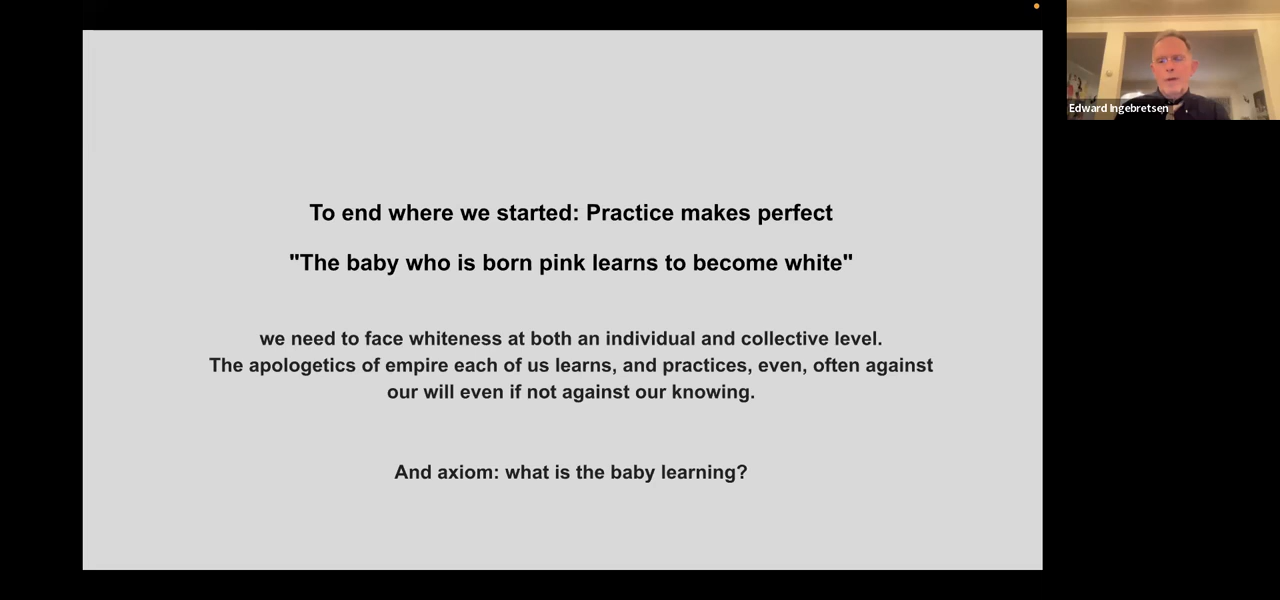 To end where we started: Practice makes perfect
"The baby who is born pink learns to become white"
we need to face whiteness at both an individual and collective level.
The apologetics of empire each of us learns, and practices, even, often against
our will even if not against our knowing.
And axiom: what is the baby learning?
Edward Ingebretsen